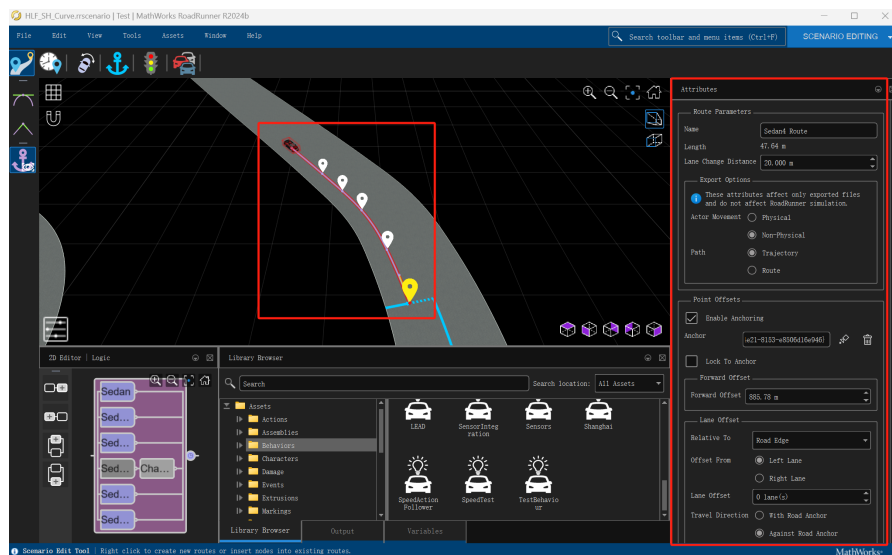 HLF_SH_Curve.rrscenario | Test | MathWorks RoadRunner R2024b
File Edit View Tools Assets Window Help
Search toolbar and menu items (Ctrl+F)
SCENARIO EDITING
Attributes
Route Parameters
Name Sedan4 Route
Length 47.64 m
Lane Change Distance 20.000 m
Export Options
These attributes affect only exported files
and do not affect RoadRunner simulation.
Actor Movement Physical
Non-Physical
Path Trajectory
Route
Point Offsets
Enable Anchoring
Anchor
Lock To Anchor
Forward Offset
Forward Offset 885.78 m
Lane Offset
Relative To Road Edge
Offset From Left Lane
Right Lane
Lane Offset 0 lane(s)
Travel Direction With Road Anchor
Against Road Anchor
2D Editor | Logic
Sedan
Sed...
Sed...
Sed... Cha...
Sed...
Sed...
Library Browser
Search
Search location: All Assets
Assets
Actions
Assemblies
Behaviors
Characters
Damage
Events
Extrusions
Markings
LEAD
SensorInteg
ration
Sensors
Shanghai
SpeedAction
Follower
SpeedTest
TestBehavio
ur
Library Browser Output Variables
Scenario Edit Tool | Right click to create new routes or insert nodes into existing routes.
MathWorks